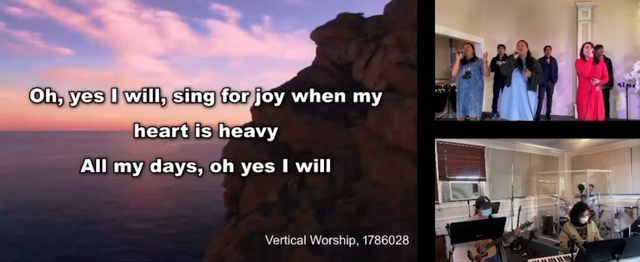 Oh, yes I will, sing for joy when my
heart is heavy
All my days, oh yes I will
Vertical Worship, 1786028